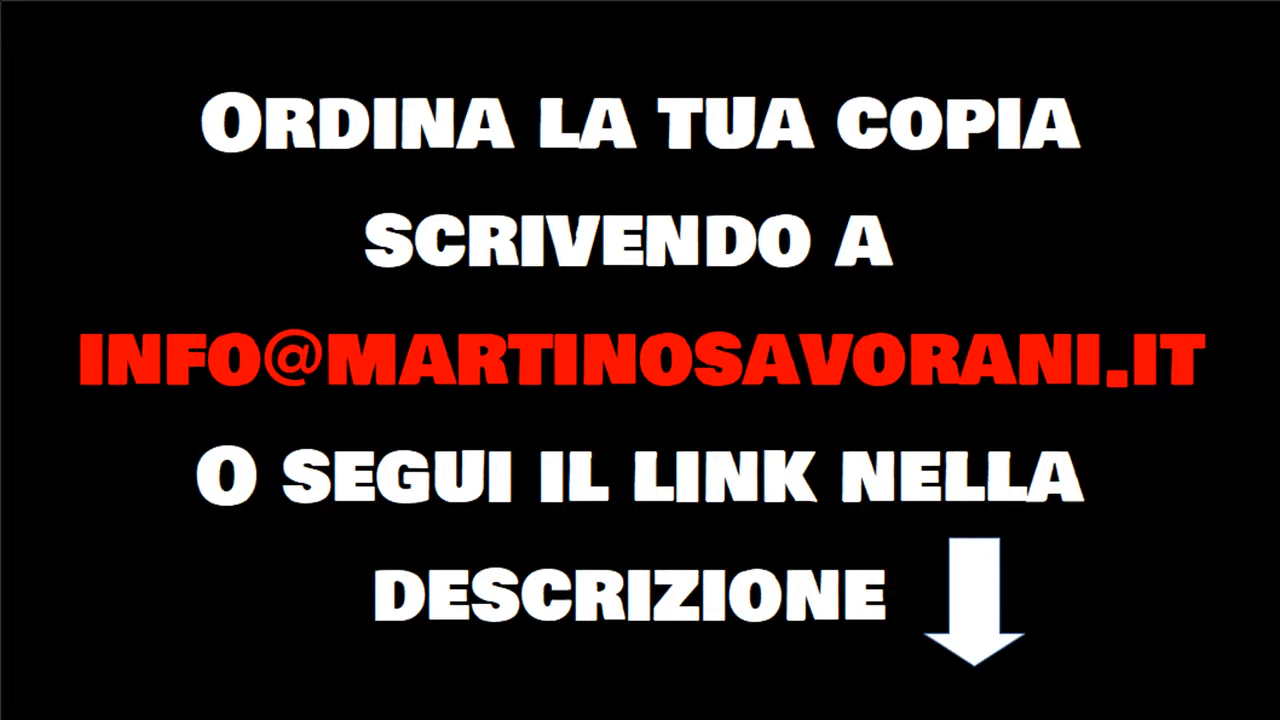 Ordina la tua copia
scrivendo a
info@martinosavorani.it
O segui il link nella
descrizione